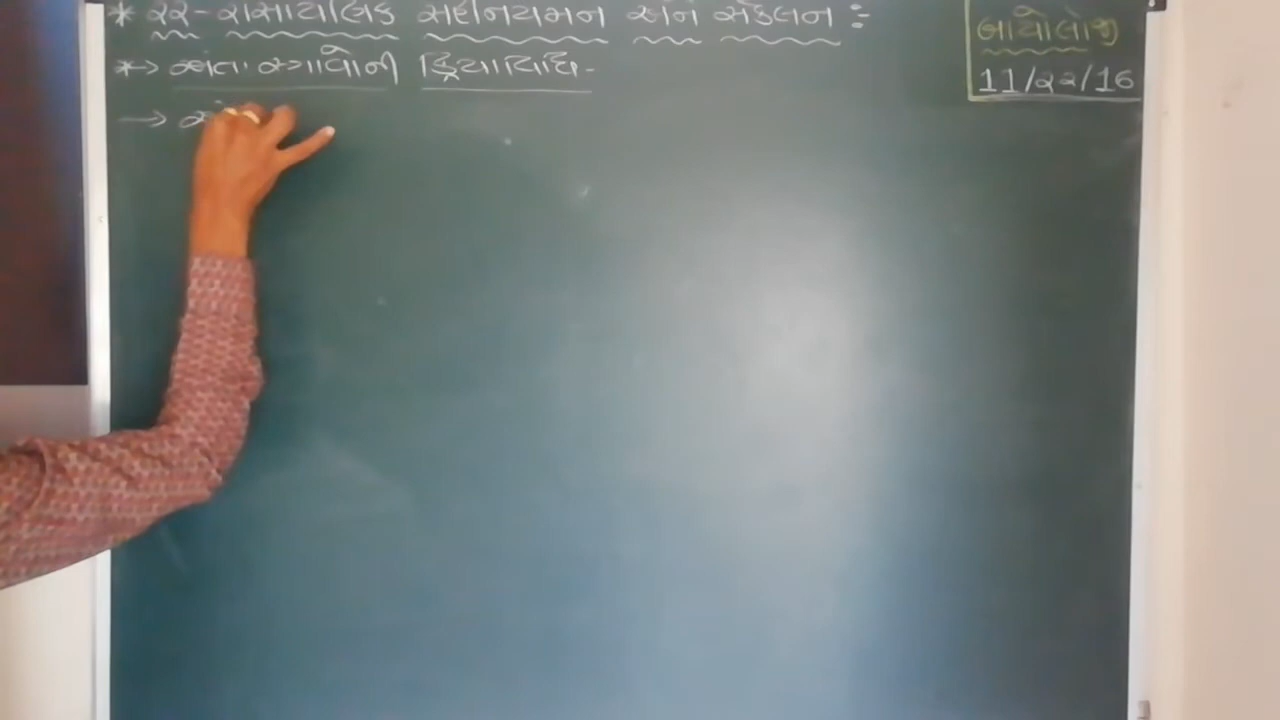 * ૨૨-રાસાયણિક સહનિયમન અને સંકલન :-
બાયોલોજી
*→ અંતઃસ્ત્રાવોની ક્રિયાવિધિ-
11/૨૨/16
→